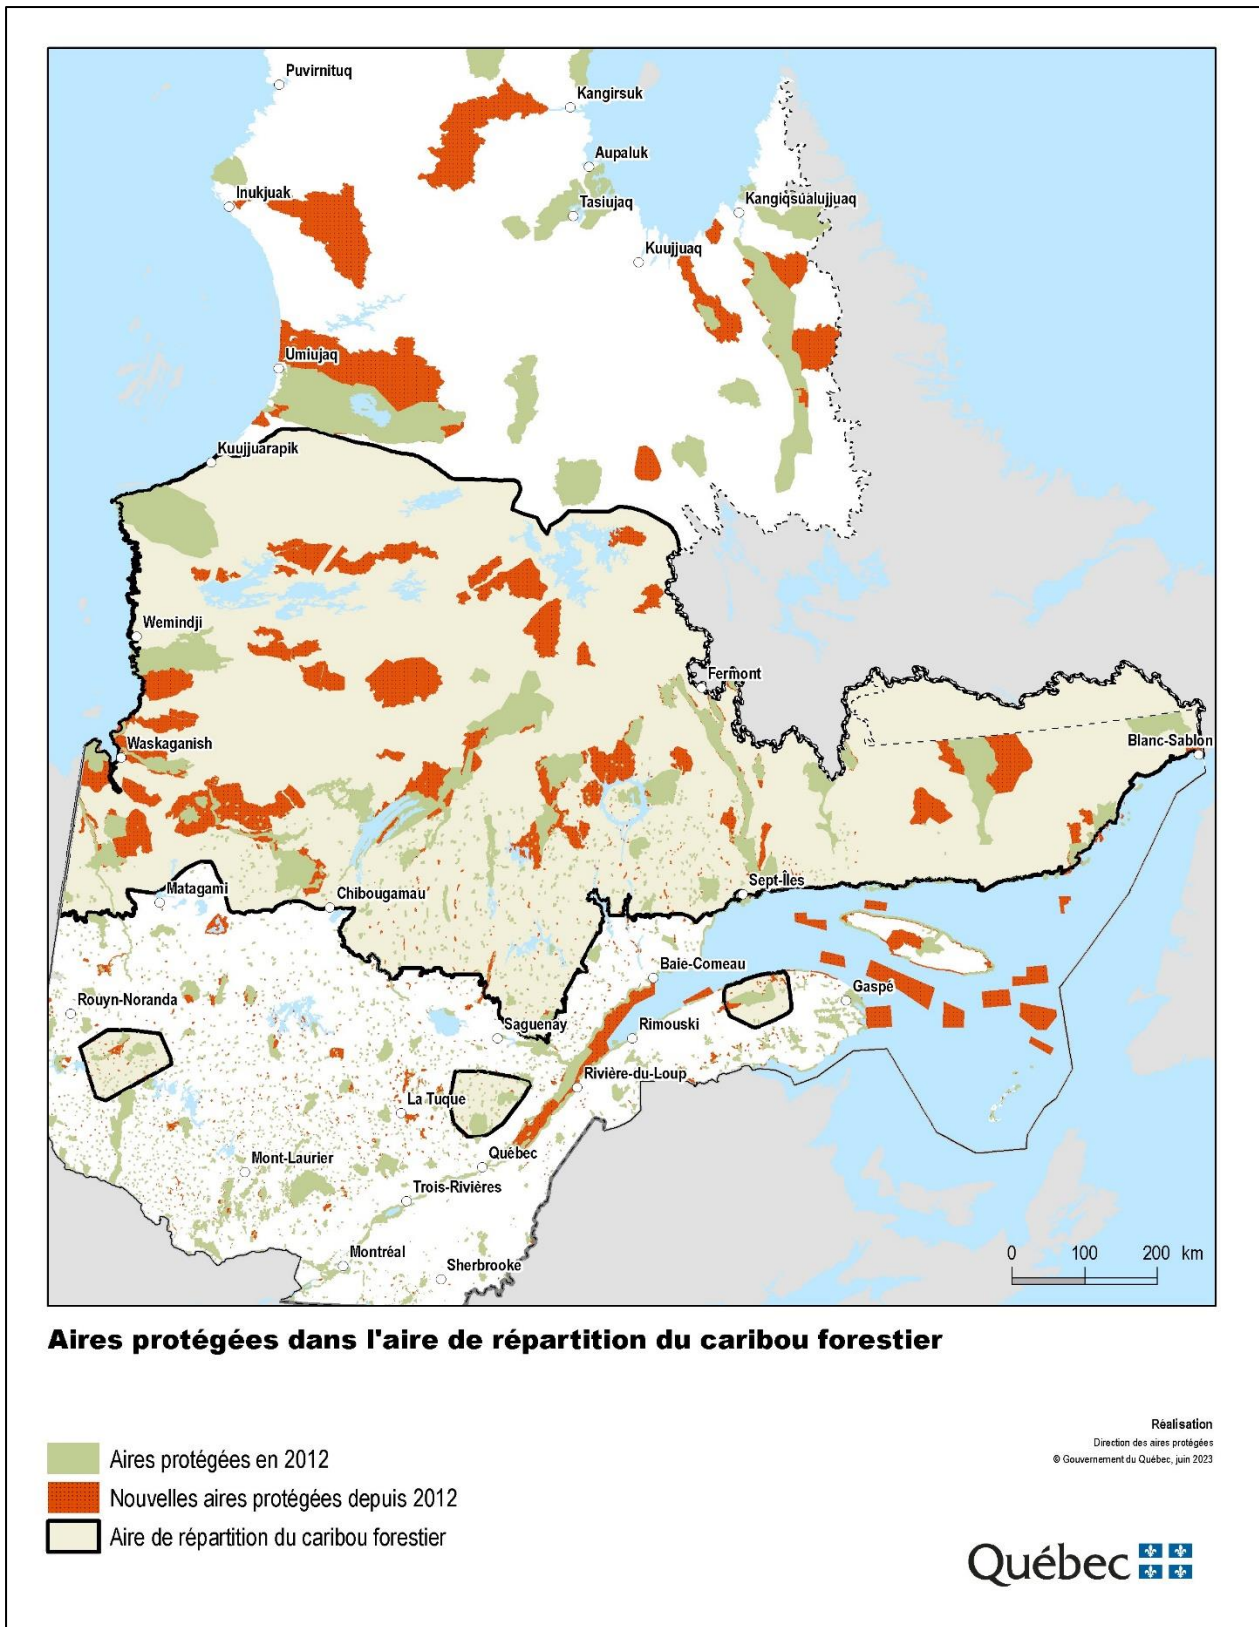 Puvirnituq
Kangirsuk
Aupaluk
Inukjuak
Tasiujaq
Kangiqsualujjuaq
Kuujjuaq
Umiujaq
Kuujjuarapik
Wemindji
Fermont
Waskaganish
Blanc-Sablon
Matagami
Chibougamau
Sept-Îles
Baie-Comeau
Rouyn-Noranda
Gaspé
Saguenay
Rimouski
Rivière-du-Loup
La Tuque
Québec
Mont-Laurier
Trois-Rivières
Montréal
Sherbrooke
0 100 200 km
Aires protégées dans l'aire de répartition du caribou forestier
Réalisation
Direction des aires protégées
© Gouvernement du Québec, juin 2023
Aires protégées en 2012
Nouvelles aires protégées depuis 2012
Aire de répartition du caribou forestier
Québec